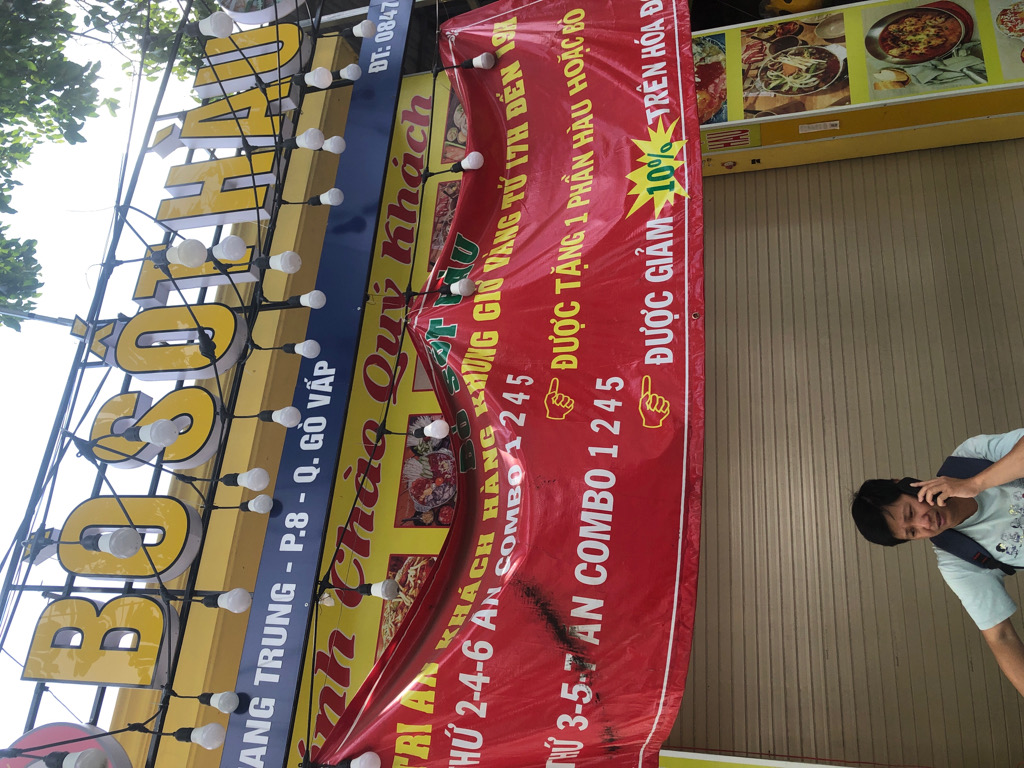 BÒ SỐT HÀU
ĐT: 0847
ANG TRUNG - P.8 - Q. GÒ VẤP
ính Chào Quý Khách
BÒ SỐT HÀU
TRI ÂN KHÁCH HÀNG KHUNG GIỜ VÀNG TỪ 17H ĐẾN 19H
THỨ 2-4-6 ĂN COMBO 1 2 4 5
ĐƯỢC TẶNG 1 PHẦN HÀU HOẶC BÒ
THỨ 3-5-7 ĂN COMBO 1 2 4 5
ĐƯỢC GIẢM 10% TRÊN HÓA Đ